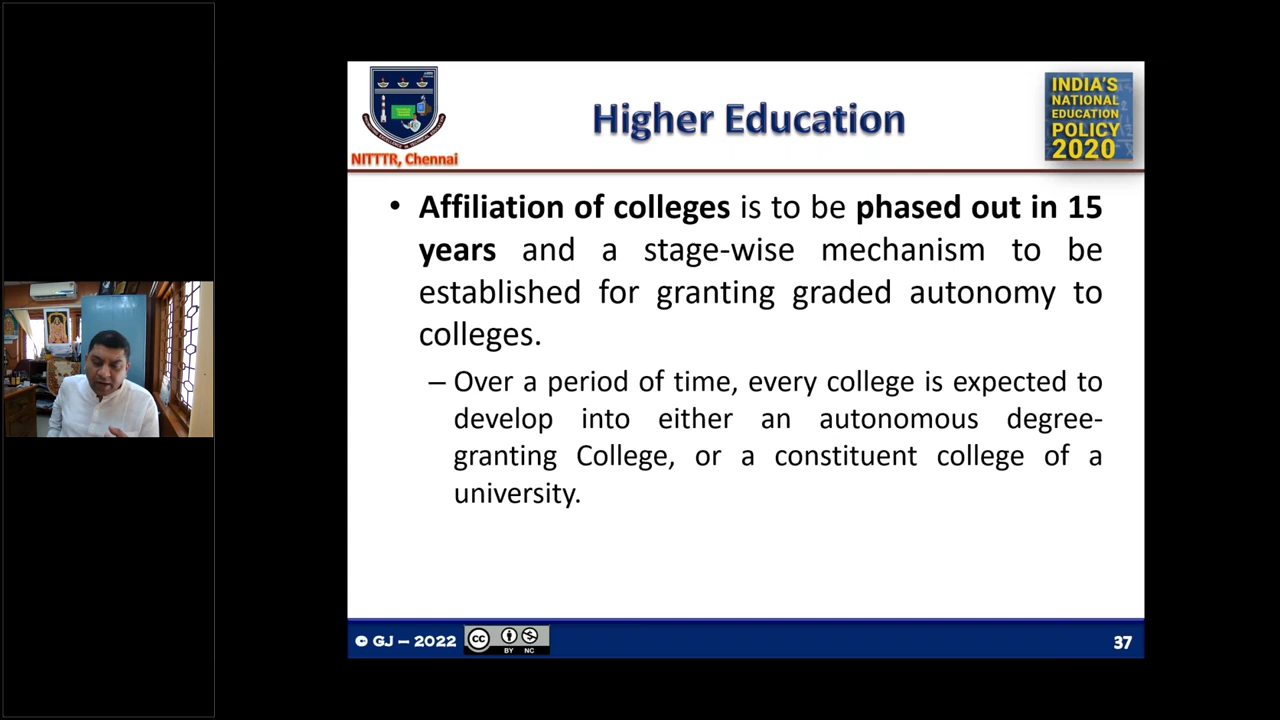 Higher Education
NITTTR, Chennai
INDIA'S
NATIONAL
EDUCATION
POLICY
2020
• Affiliation of colleges is to be phased out in 15
years and a stage-wise mechanism to be
established for granting graded autonomy to
colleges.
– Over a period of time, every college is expected to
develop into either an autonomous degree-
granting College, or a constituent college of a
university.
© GJ – 2022
CC
BY NC
37